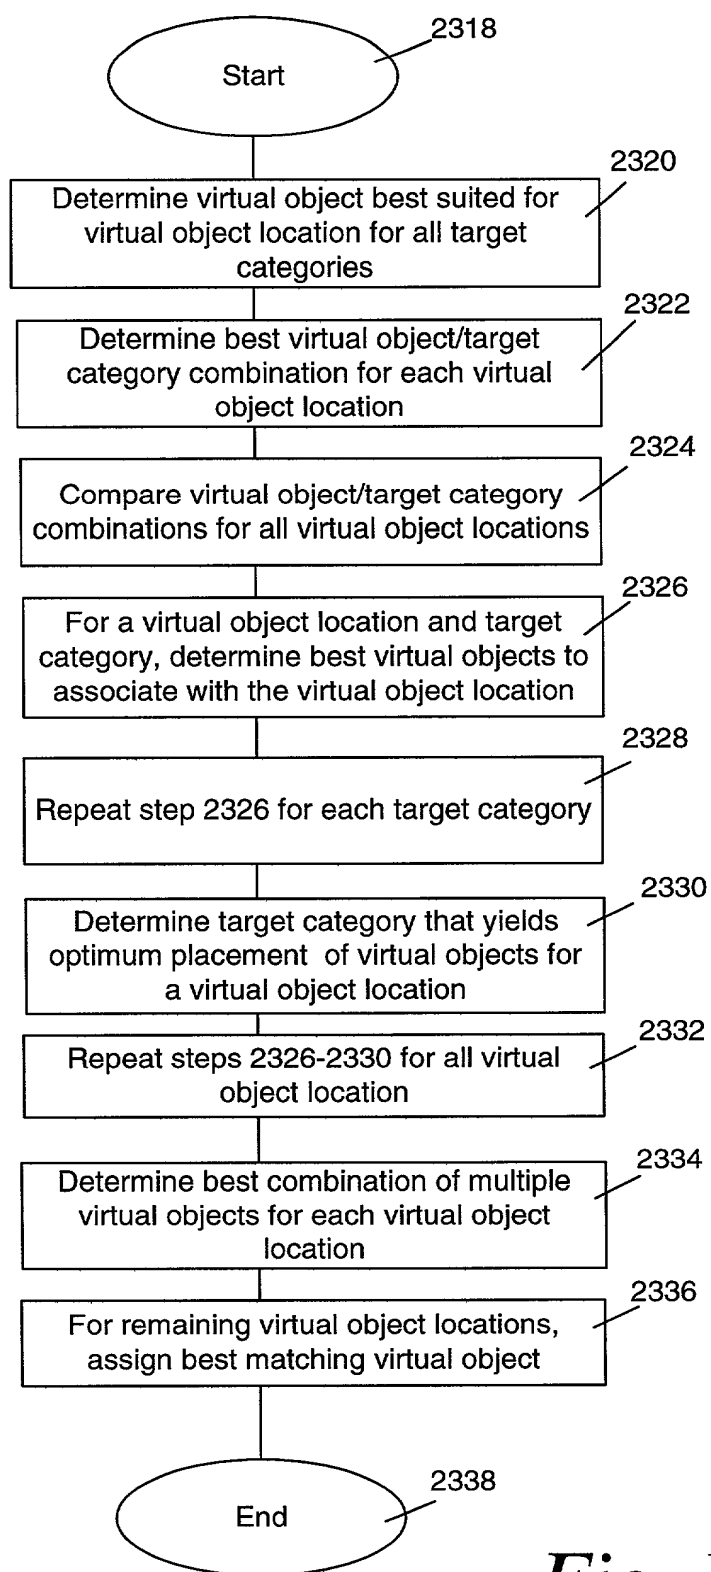 2318
Start
2320
Determine virtual object best suited for
virtual object location for all target
categories
2322
Determine best virtual object/target
category combination for each virtual
object location
2324
Compare virtual object/target category
combinations for all virtual object locations
2326
For a virtual object location and target
category, determine best virtual objects to
associate with the virtual object location
2328
Repeat step 2326 for each target category
2330
Determine target category that yields
optimum placement of virtual objects for
a virtual object location
2332
Repeat steps 2326-2330 for all virtual
object location
2334
Determine best combination of multiple
virtual objects for each virtual object
location
2336
For remaining virtual object locations,
assign best matching virtual object
2338
End